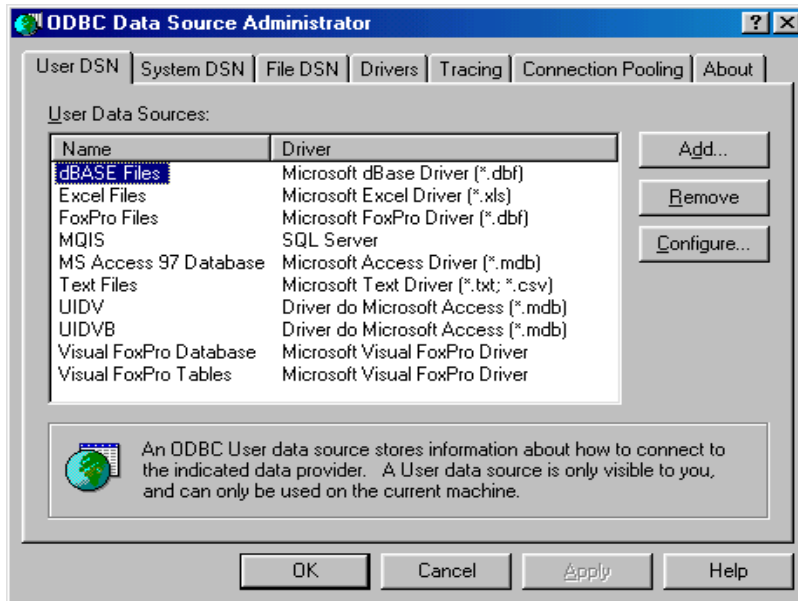 ODBC Data Source Administrator
User DSN System DSN File DSN Drivers Tracing Connection Pooling About
User Data Sources:
Name Driver
dBASE Files Microsoft dBase Driver (*.dbf)
Excel Files Microsoft Excel Driver (*.xls)
FoxPro Files Microsoft FoxPro Driver (*.dbf)
MQIS SQL Server
MS Access 97 Database Microsoft Access Driver (*.mdb)
Text Files Microsoft Text Driver (*.txt; *.csv)
UIDV Driver do Microsoft Access (*.mdb)
UIDVB Driver do Microsoft Access (*.mdb)
Visual FoxPro Database Microsoft Visual FoxPro Driver
Visual FoxPro Tables Microsoft Visual FoxPro Driver
Add...
Remove
Configure...
An ODBC User data source stores information about how to connect to
the indicated data provider. A User data source is only visible to you,
and can only be used on the current machine.
OK Cancel Apply Help